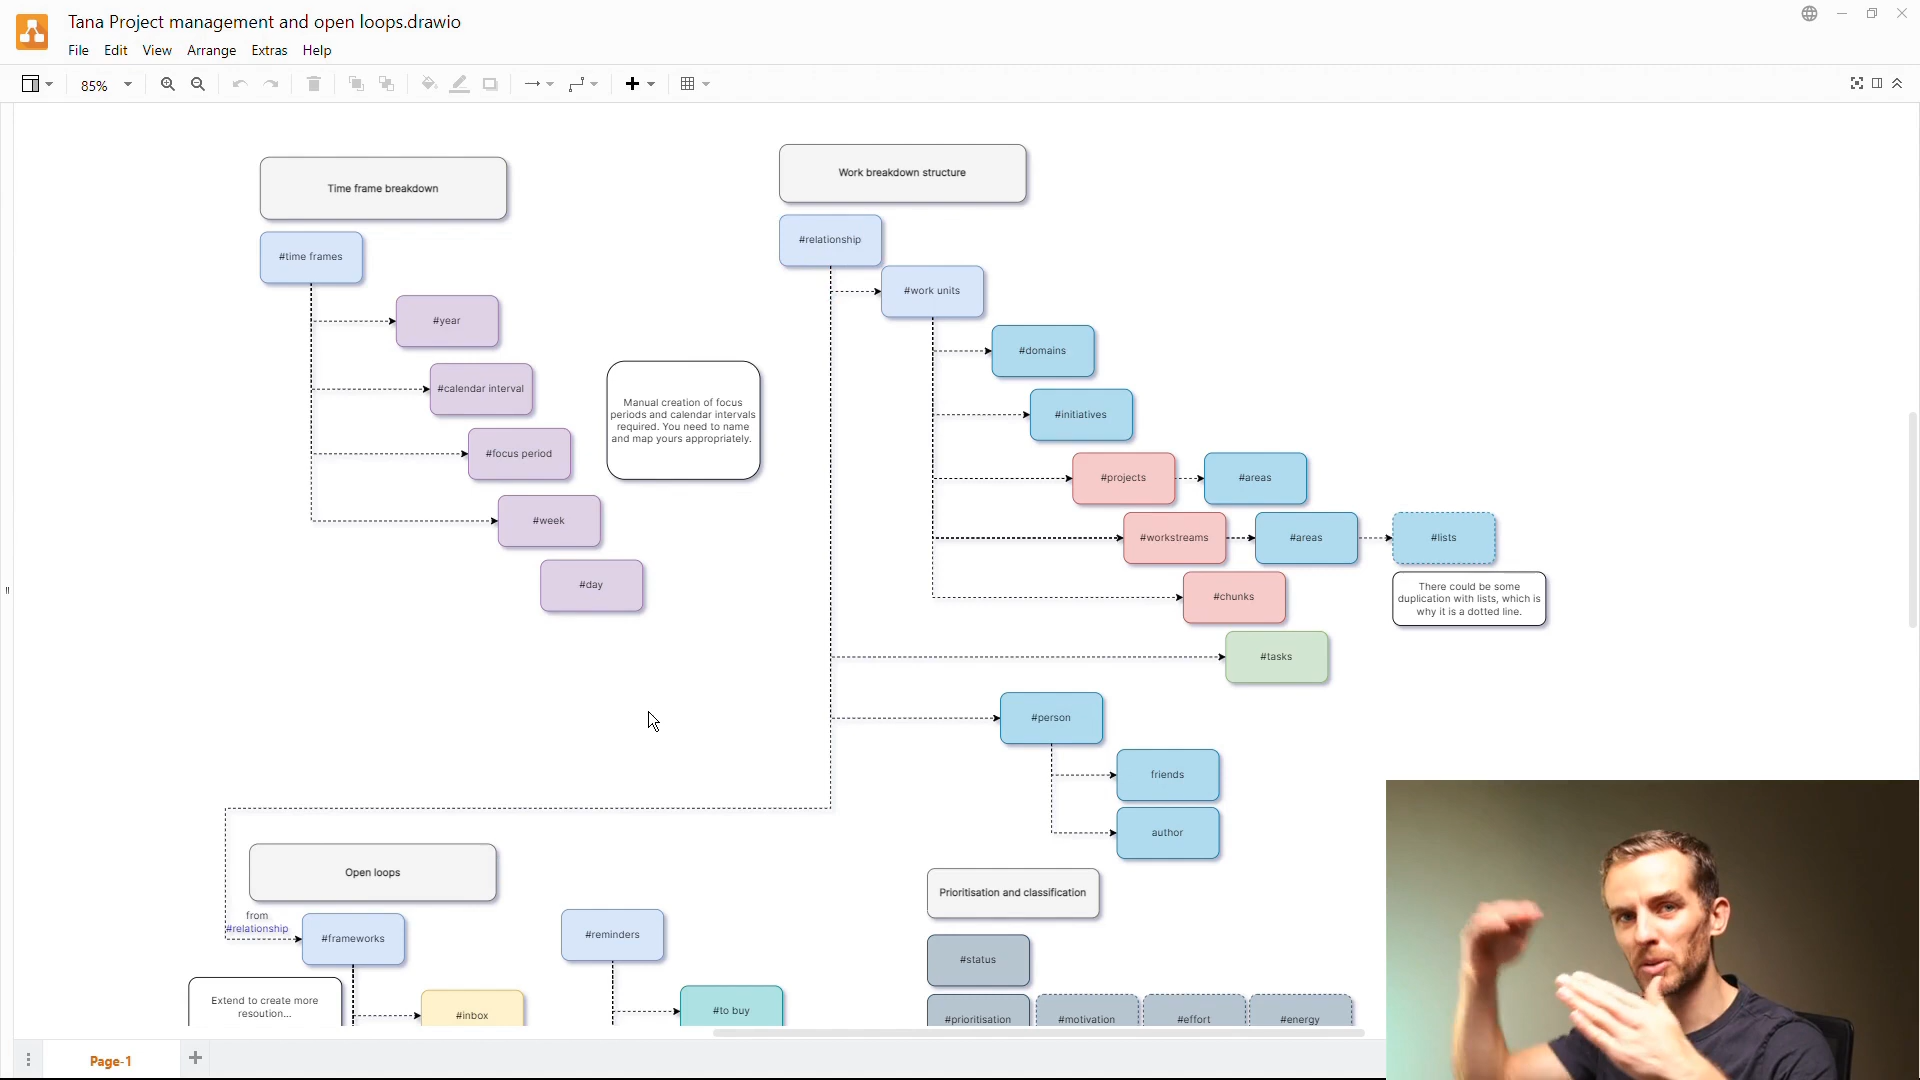 Tana Project management and open loops.drawio
File Edit View Arrange Extras Help
85%
Time frame breakdown
#time frames
#year
#calendar interval
#focus period
#week
#day
Manual creation of focus
periods and calendar intervals
required. You need to name
and map yours appropriately.
Work breakdown structure
#relationship
#work units
#domains
#initiatives
#projects
#areas
#workstreams
#areas
#lists
There could be some
duplication with lists, which is
why it is a dotted line.
#chunks
#tasks
#person
friends
author
Open loops
from
#relationship
#frameworks
Extend to create more
resoution...
#inbox
#reminders
#to buy
Prioritisation and classification
#status
#prioritisation
#motivation
#effort
#energy
Page-1